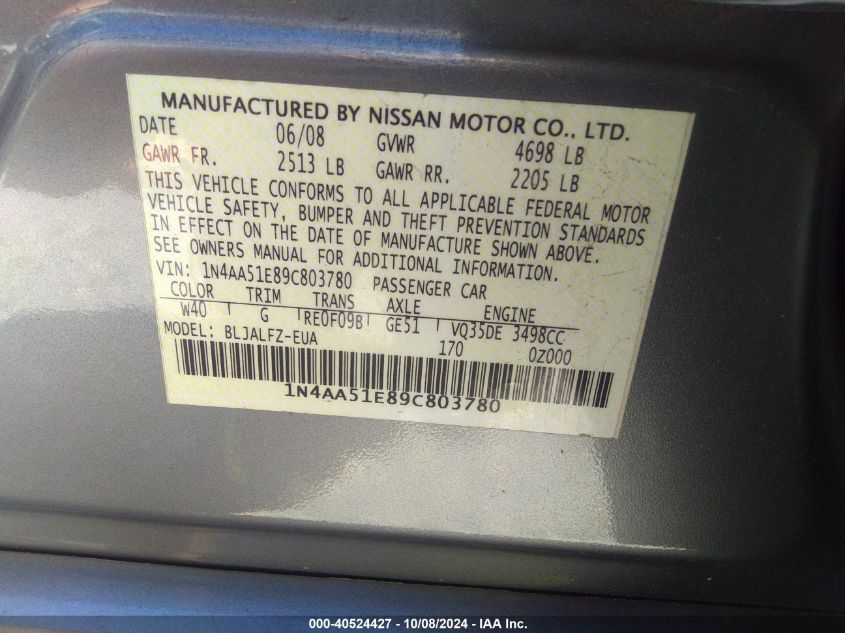 MANUFACTURED BY NISSAN MOTOR CO., LTD.
DATE 06/08 GVWR 4698 LB
GAWR FR. 2513 LB GAWR RR. 2205 LB
THIS VEHICLE CONFORMS TO ALL APPLICABLE FEDERAL MOTOR
VEHICLE SAFETY, BUMPER AND THEFT PREVENTION STANDARDS
IN EFFECT ON THE DATE OF MANUFACTURE SHOWN ABOVE.
SEE OWNERS MANUAL FOR ADDITIONAL INFORMATION.
VIN: 1N4AA51E89C803780 PASSENGER CAR
COLOR TRIM TRANS AXLE ENGINE
W40 G RE0F09B GE51 VQ35DE 3498CC
MODEL: BLJALFZ-EUA 170 0Z000
1N4AA51E89C803780
000-40524427 - 10/08/2024 - IAA Inc.